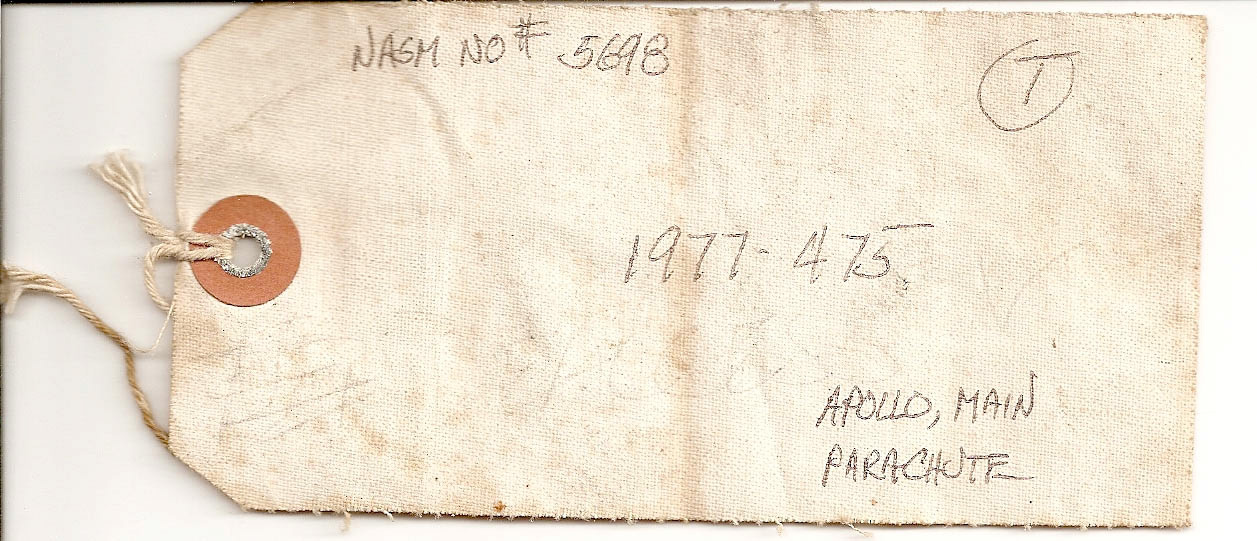 NASM NO# 5698
T
1977-475
APOLLO, MAIN
PARACHUTE